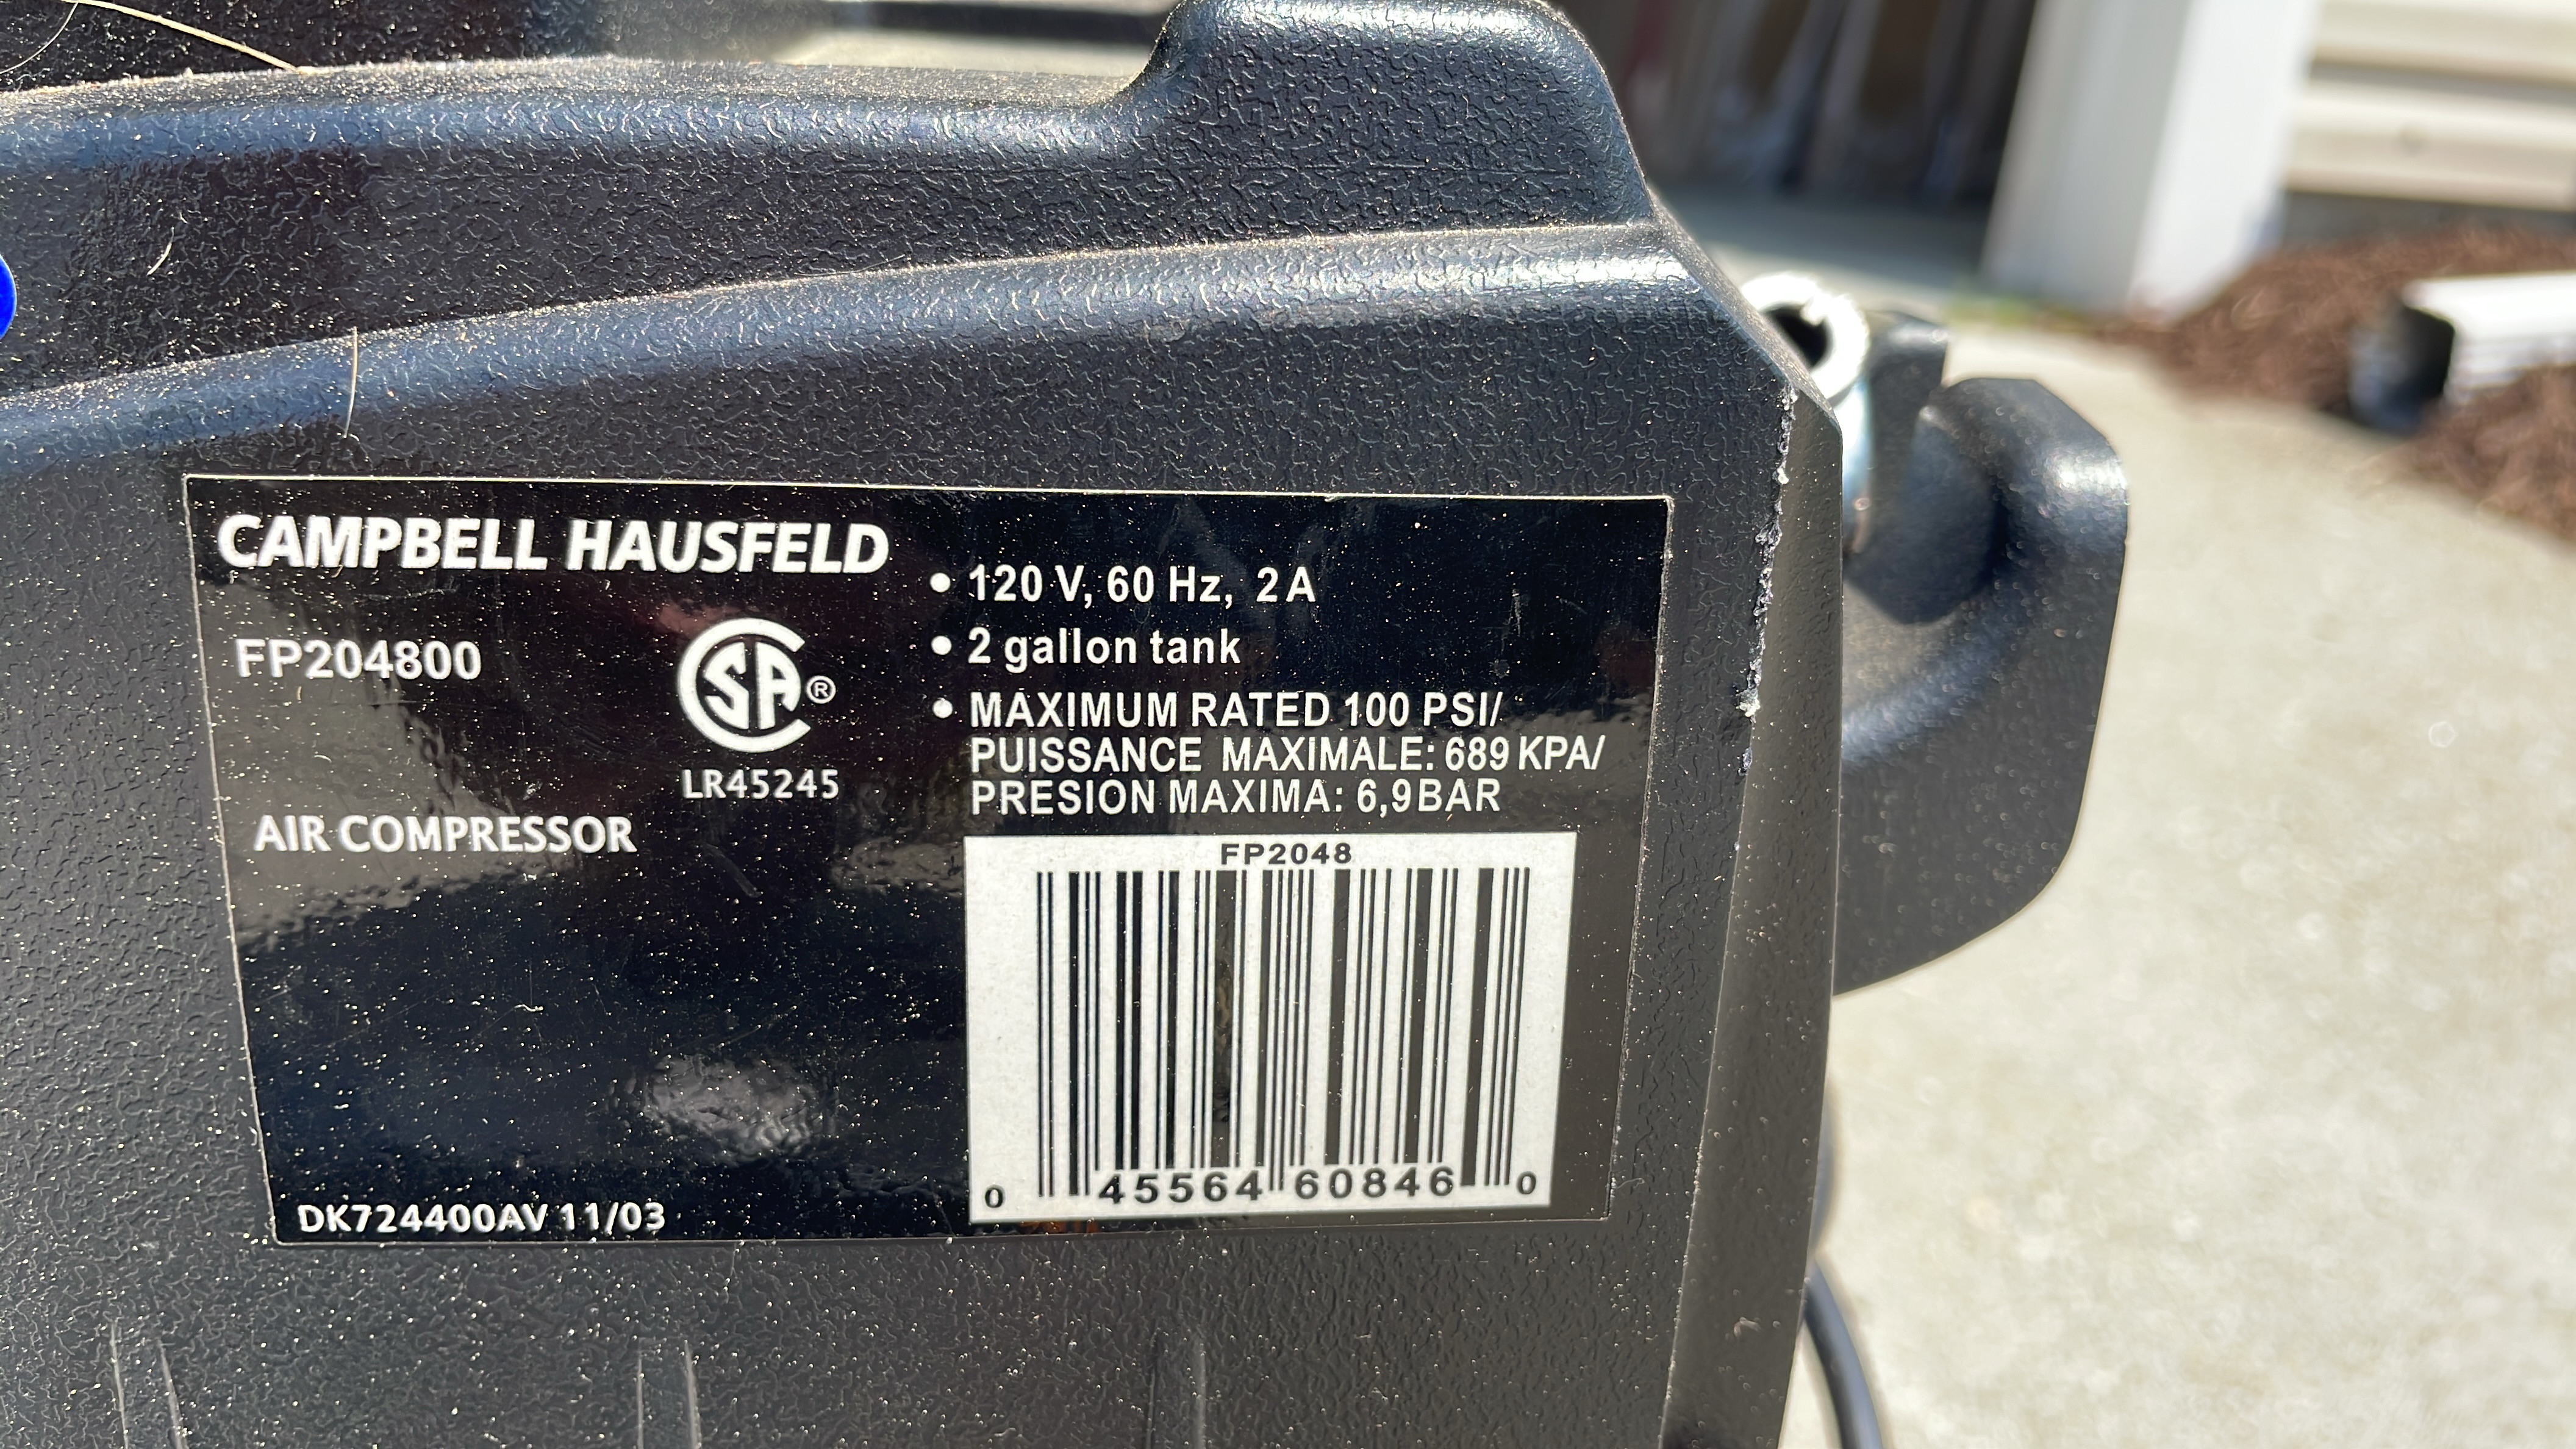 CAMPBELL HAUSFELD
FP204800
SA®
LR45245
AIR COMPRESSOR
DK724400AV 11/03
• 120 V, 60 Hz, 2 A
• 2 gallon tank
• MAXIMUM RATED 100 PSI/
PUISSANCE MAXIMALE: 689 KPA/
PRESION MAXIMA: 6,9BAR
FP2048
0 45564 60846 0